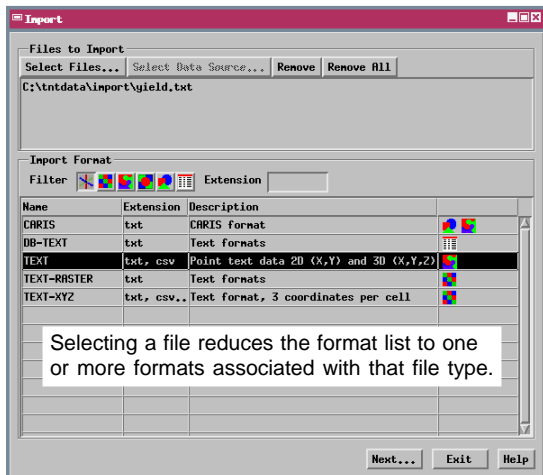 Import
Files to Import
Select Files... Select Data Source... Remove Remove All
C:\tntdata\import\yield.txt
Import Format
Filter Extension
Name Extension Description
CARIS txt CARIS format
DB-TEXT txt Text formats
TEXT txt, csv Point text data 2D (X,Y) and 3D (X,Y,Z)
TEXT-RASTER txt Text formats
TEXT-XYZ txt, csv.. Text format, 3 coordinates per cell
Selecting a file reduces the format list to one
or more formats associated with that file type.
Next... Exit Help